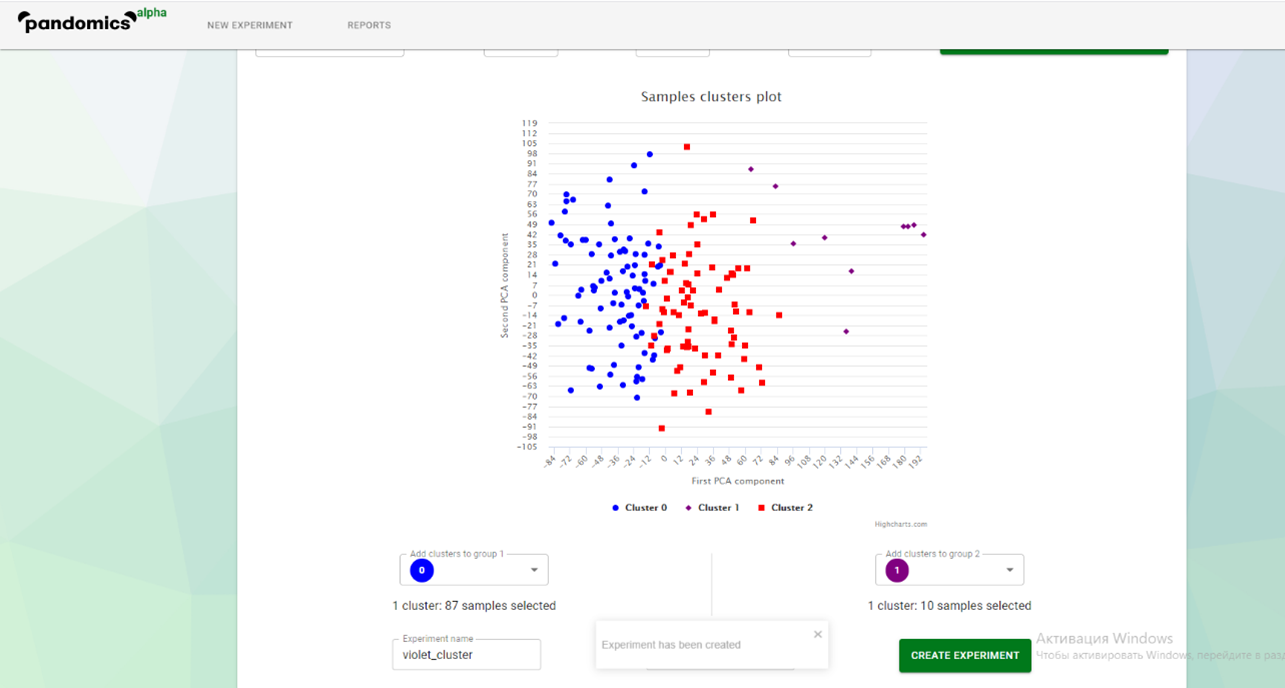 pandomics alpha
NEW EXPERIMENT
REPORTS
Samples clusters plot
Second PCA component
119
112
105
98
91
84
77
70
63
56
49
42
35
28
21
14
7
0
-7
-14
-21
-28
-35
-42
-49
-56
-63
-70
-77
-84
-91
-98
-105
-84 -72 -60 -48 -36 -24 -12 0 12 24 36 48 60 72 84 96 108 120 132 144 156 168 180 192
First PCA component
Cluster 0 Cluster 1 Cluster 2
Highcharts.com
Add clusters to group 1
0
1 cluster: 87 samples selected
Add clusters to group 2
1
1 cluster: 10 samples selected
Experiment name
violet_cluster
Experiment has been created
CREATE EXPERIMENT
Активация Windows
Чтобы активировать Windows, перейдите в раз